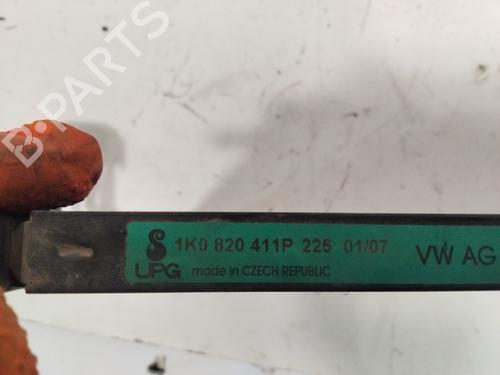 B-PARTS
1K0 820 411P 225 01/07 VW AG
UPG made in CZECH REPUBLIC